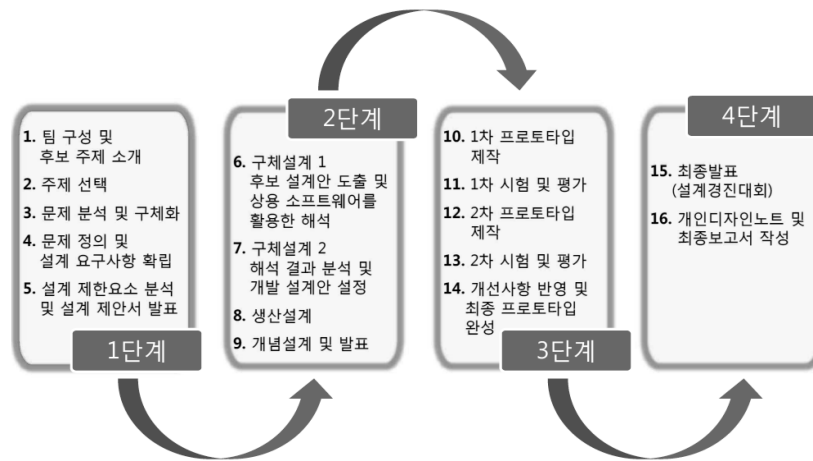 1. 팀 구성 및
후보 주제 소개
2. 주제 선택
3. 문제 분석 및 구체화
4. 문제 정의 및
설계 요구사항 확립
5. 설계 제한요소 분석
및 설계 제안서 발표
1단계
2단계
6. 구체설계 1
후보 설계안 도출 및
상용 소프트웨어를
활용한 해석
7. 구체설계 2
해석 결과 분석 및
개발 설계안 설정
8. 생산설계
9. 개념설계 및 발표
10. 1차 프로토타입
제작
11. 1차 시험 및 평가
12. 2차 프로토타입
제작
13. 2차 시험 및 평가
14. 개선사항 반영 및
최종 프로토타입
완성
3단계
4단계
15. 최종발표
(설계경진대회)
16. 개인디자인노트 및
최종보고서 작성